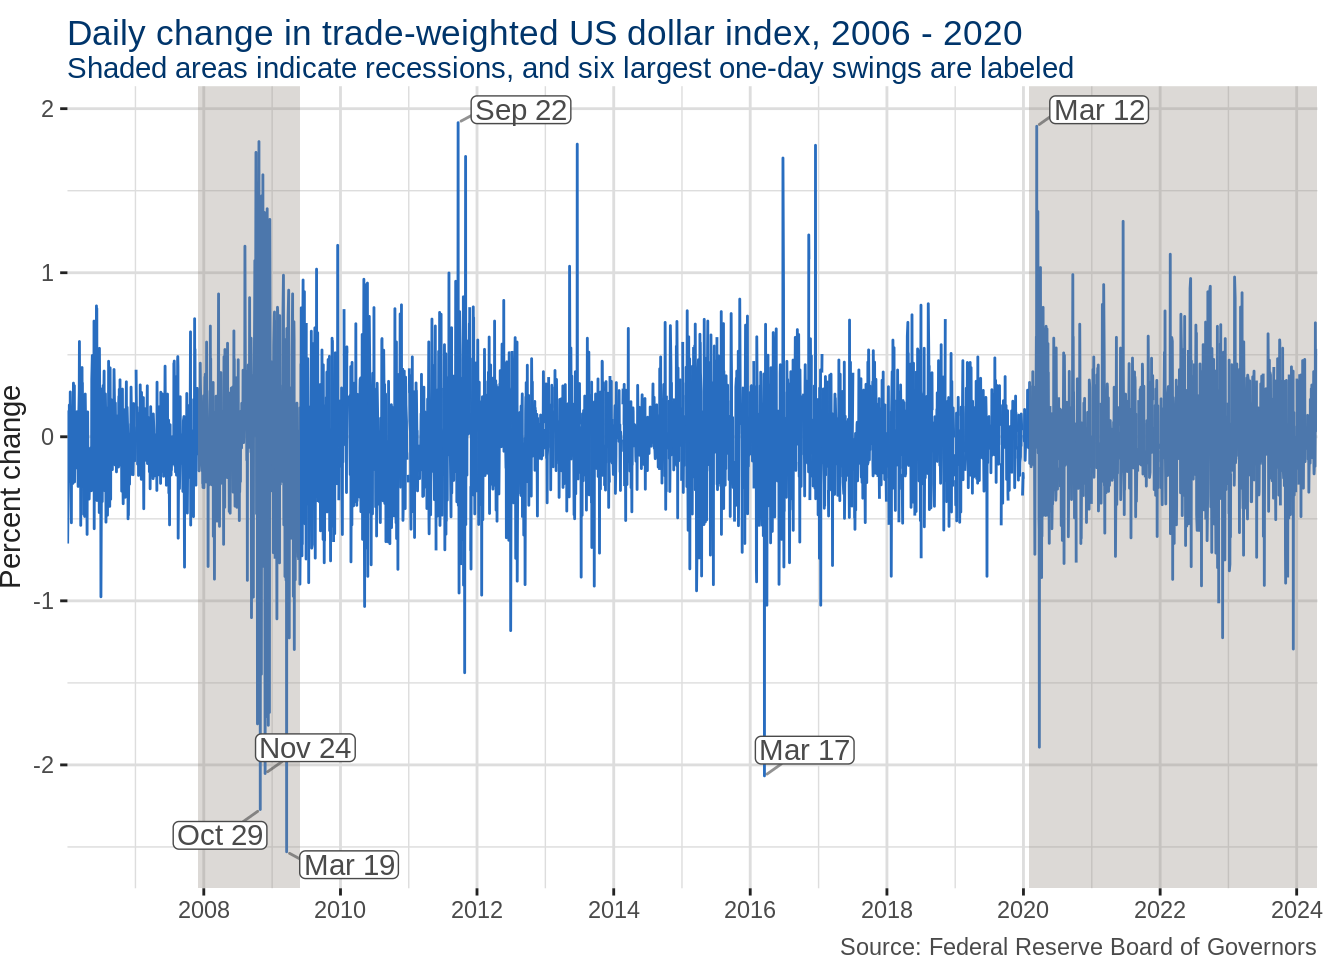 Daily change in trade-weighted US dollar index, 2006 - 2020
Shaded areas indicate recessions, and six largest one-day swings are labeled
Percent change
2
1
0
-1
-2
Sep 22
Mar 12
Nov 24
Mar 17
Oct 29
Mar 19
2008
2010
2012
2014
2016
2018
2020
2022
2024
Source: Federal Reserve Board of Governors